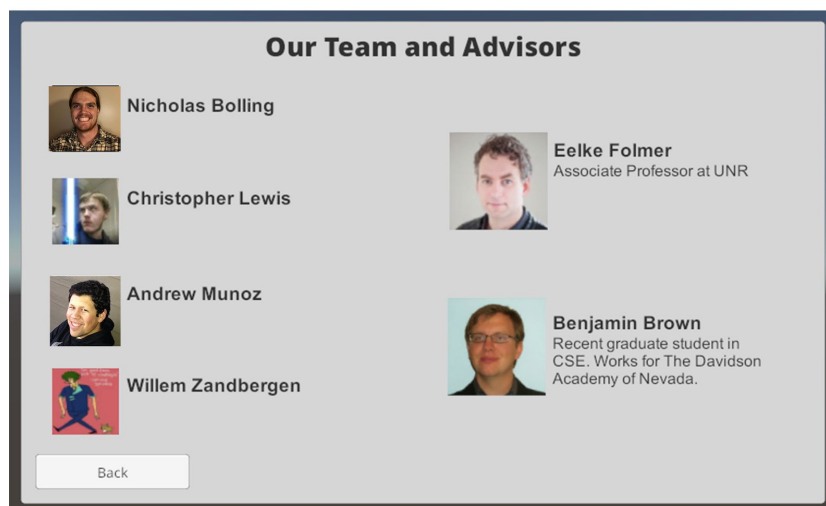 Our Team and Advisors
Nicholas Bolling
Christopher Lewis
Andrew Munoz
Willem Zandbergen
Eelke Folmer
Associate Professor at UNR
Benjamin Brown
Recent graduate student in
CSE. Works for The Davidson
Academy of Nevada.
Back